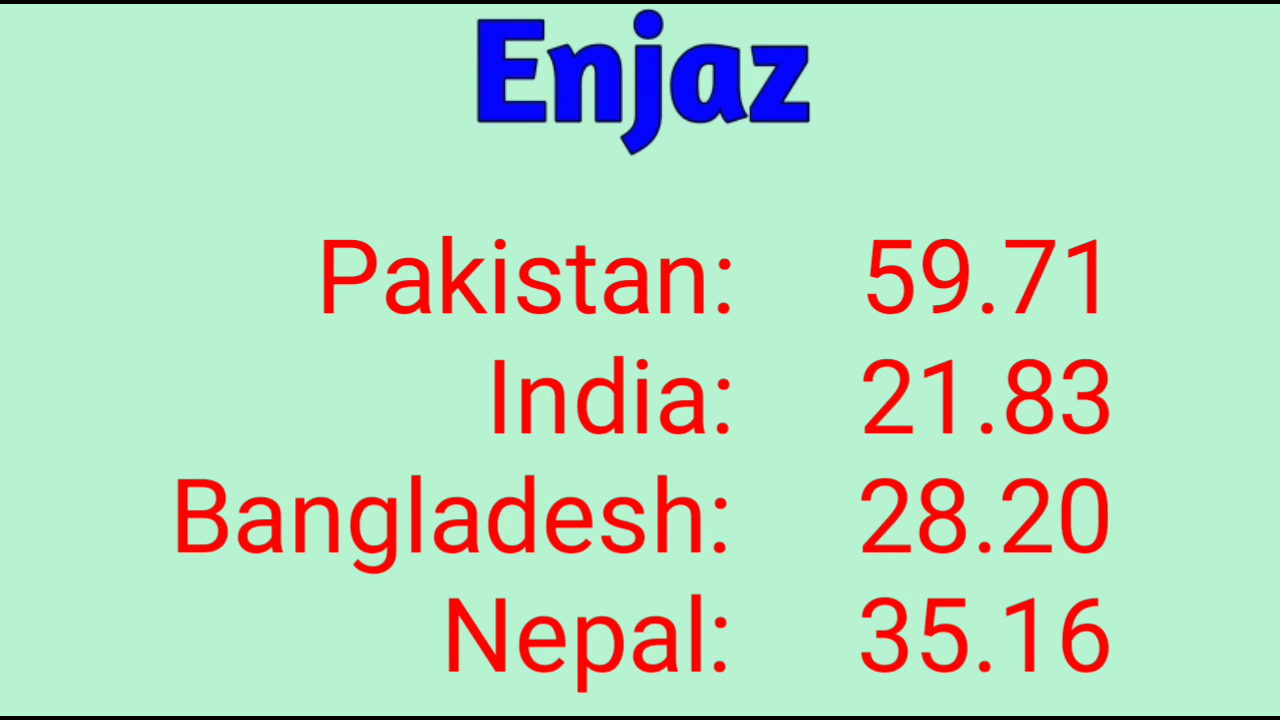 Enjaz
Pakistan: 59.71
India: 21.83
Bangladesh: 28.20
Nepal: 35.16